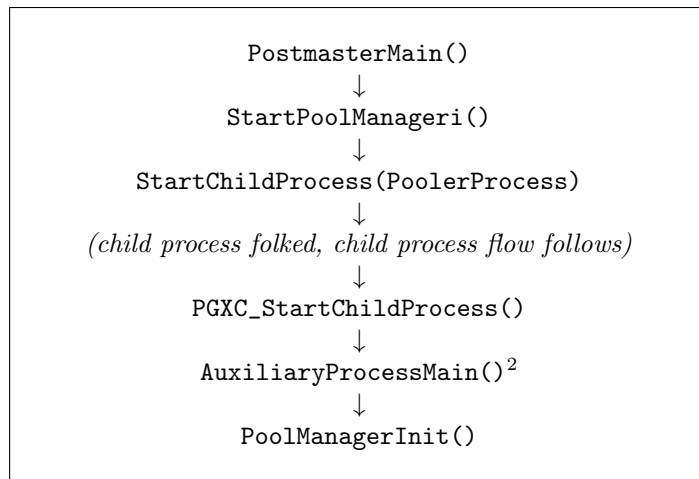 PostmasterMain()
↓
StartPoolManageri()
↓
StartChildProcess(PoolerProcess)
↓
(child process folked, child process flow follows)
↓
PGXC_StartChildProcess()
↓
AuxiliaryProcessMain()²
↓
PoolManagerInit()